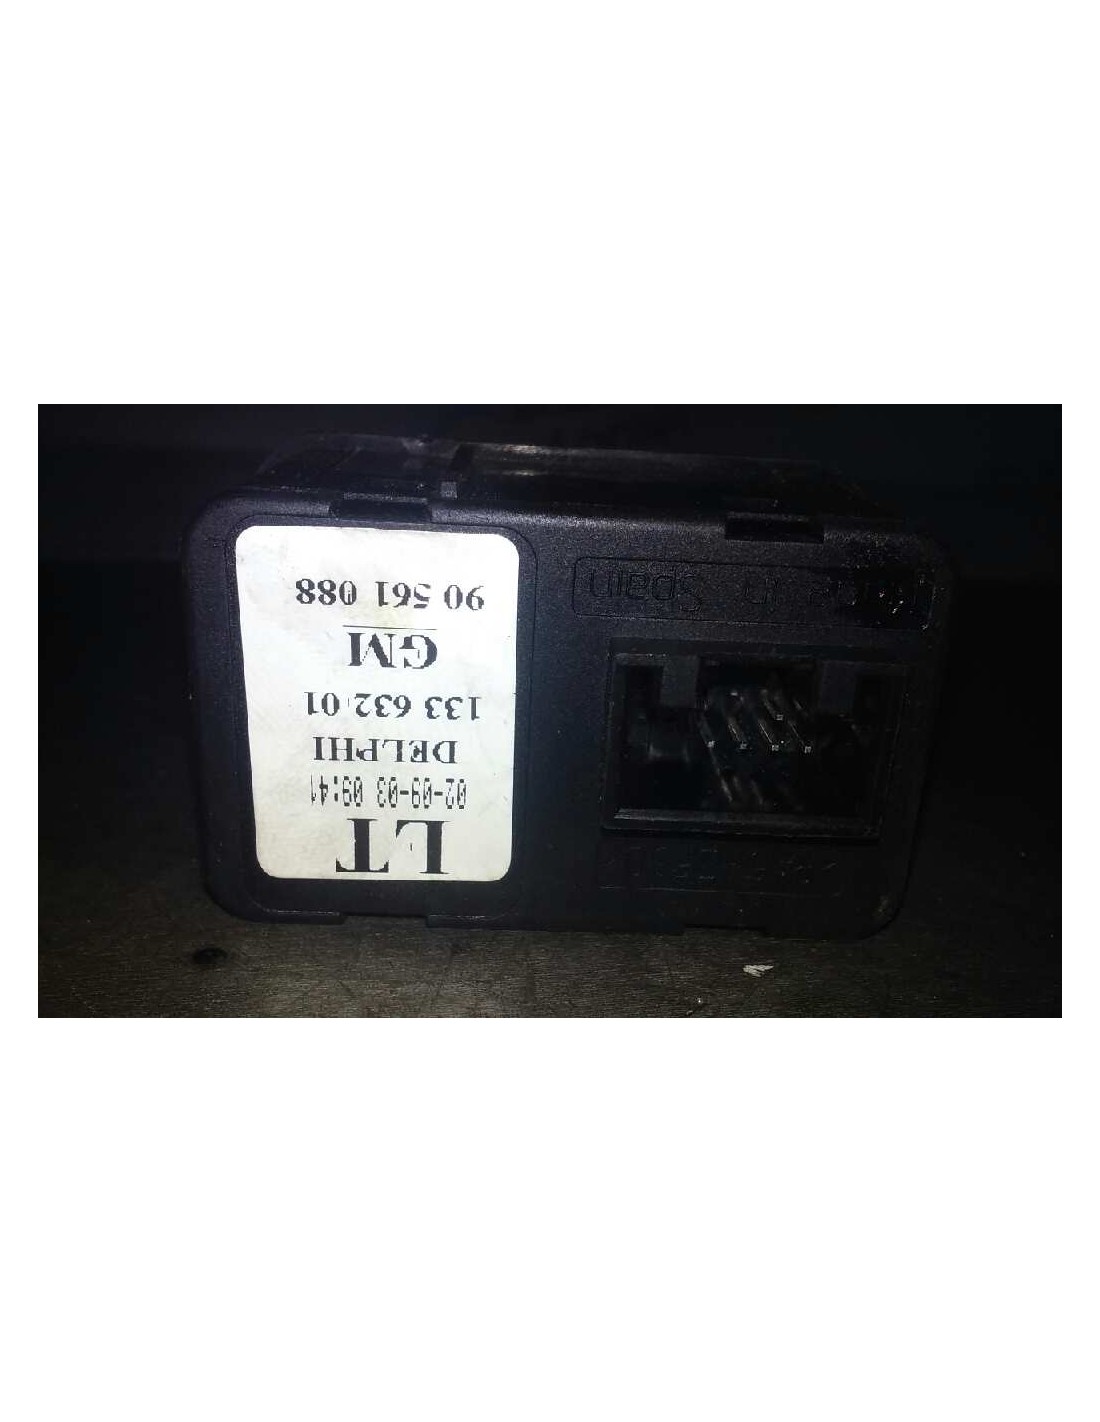 LT
02-09-03 09:41
DELPHI
133 632 01
GM
90 561 088
Made in Spain